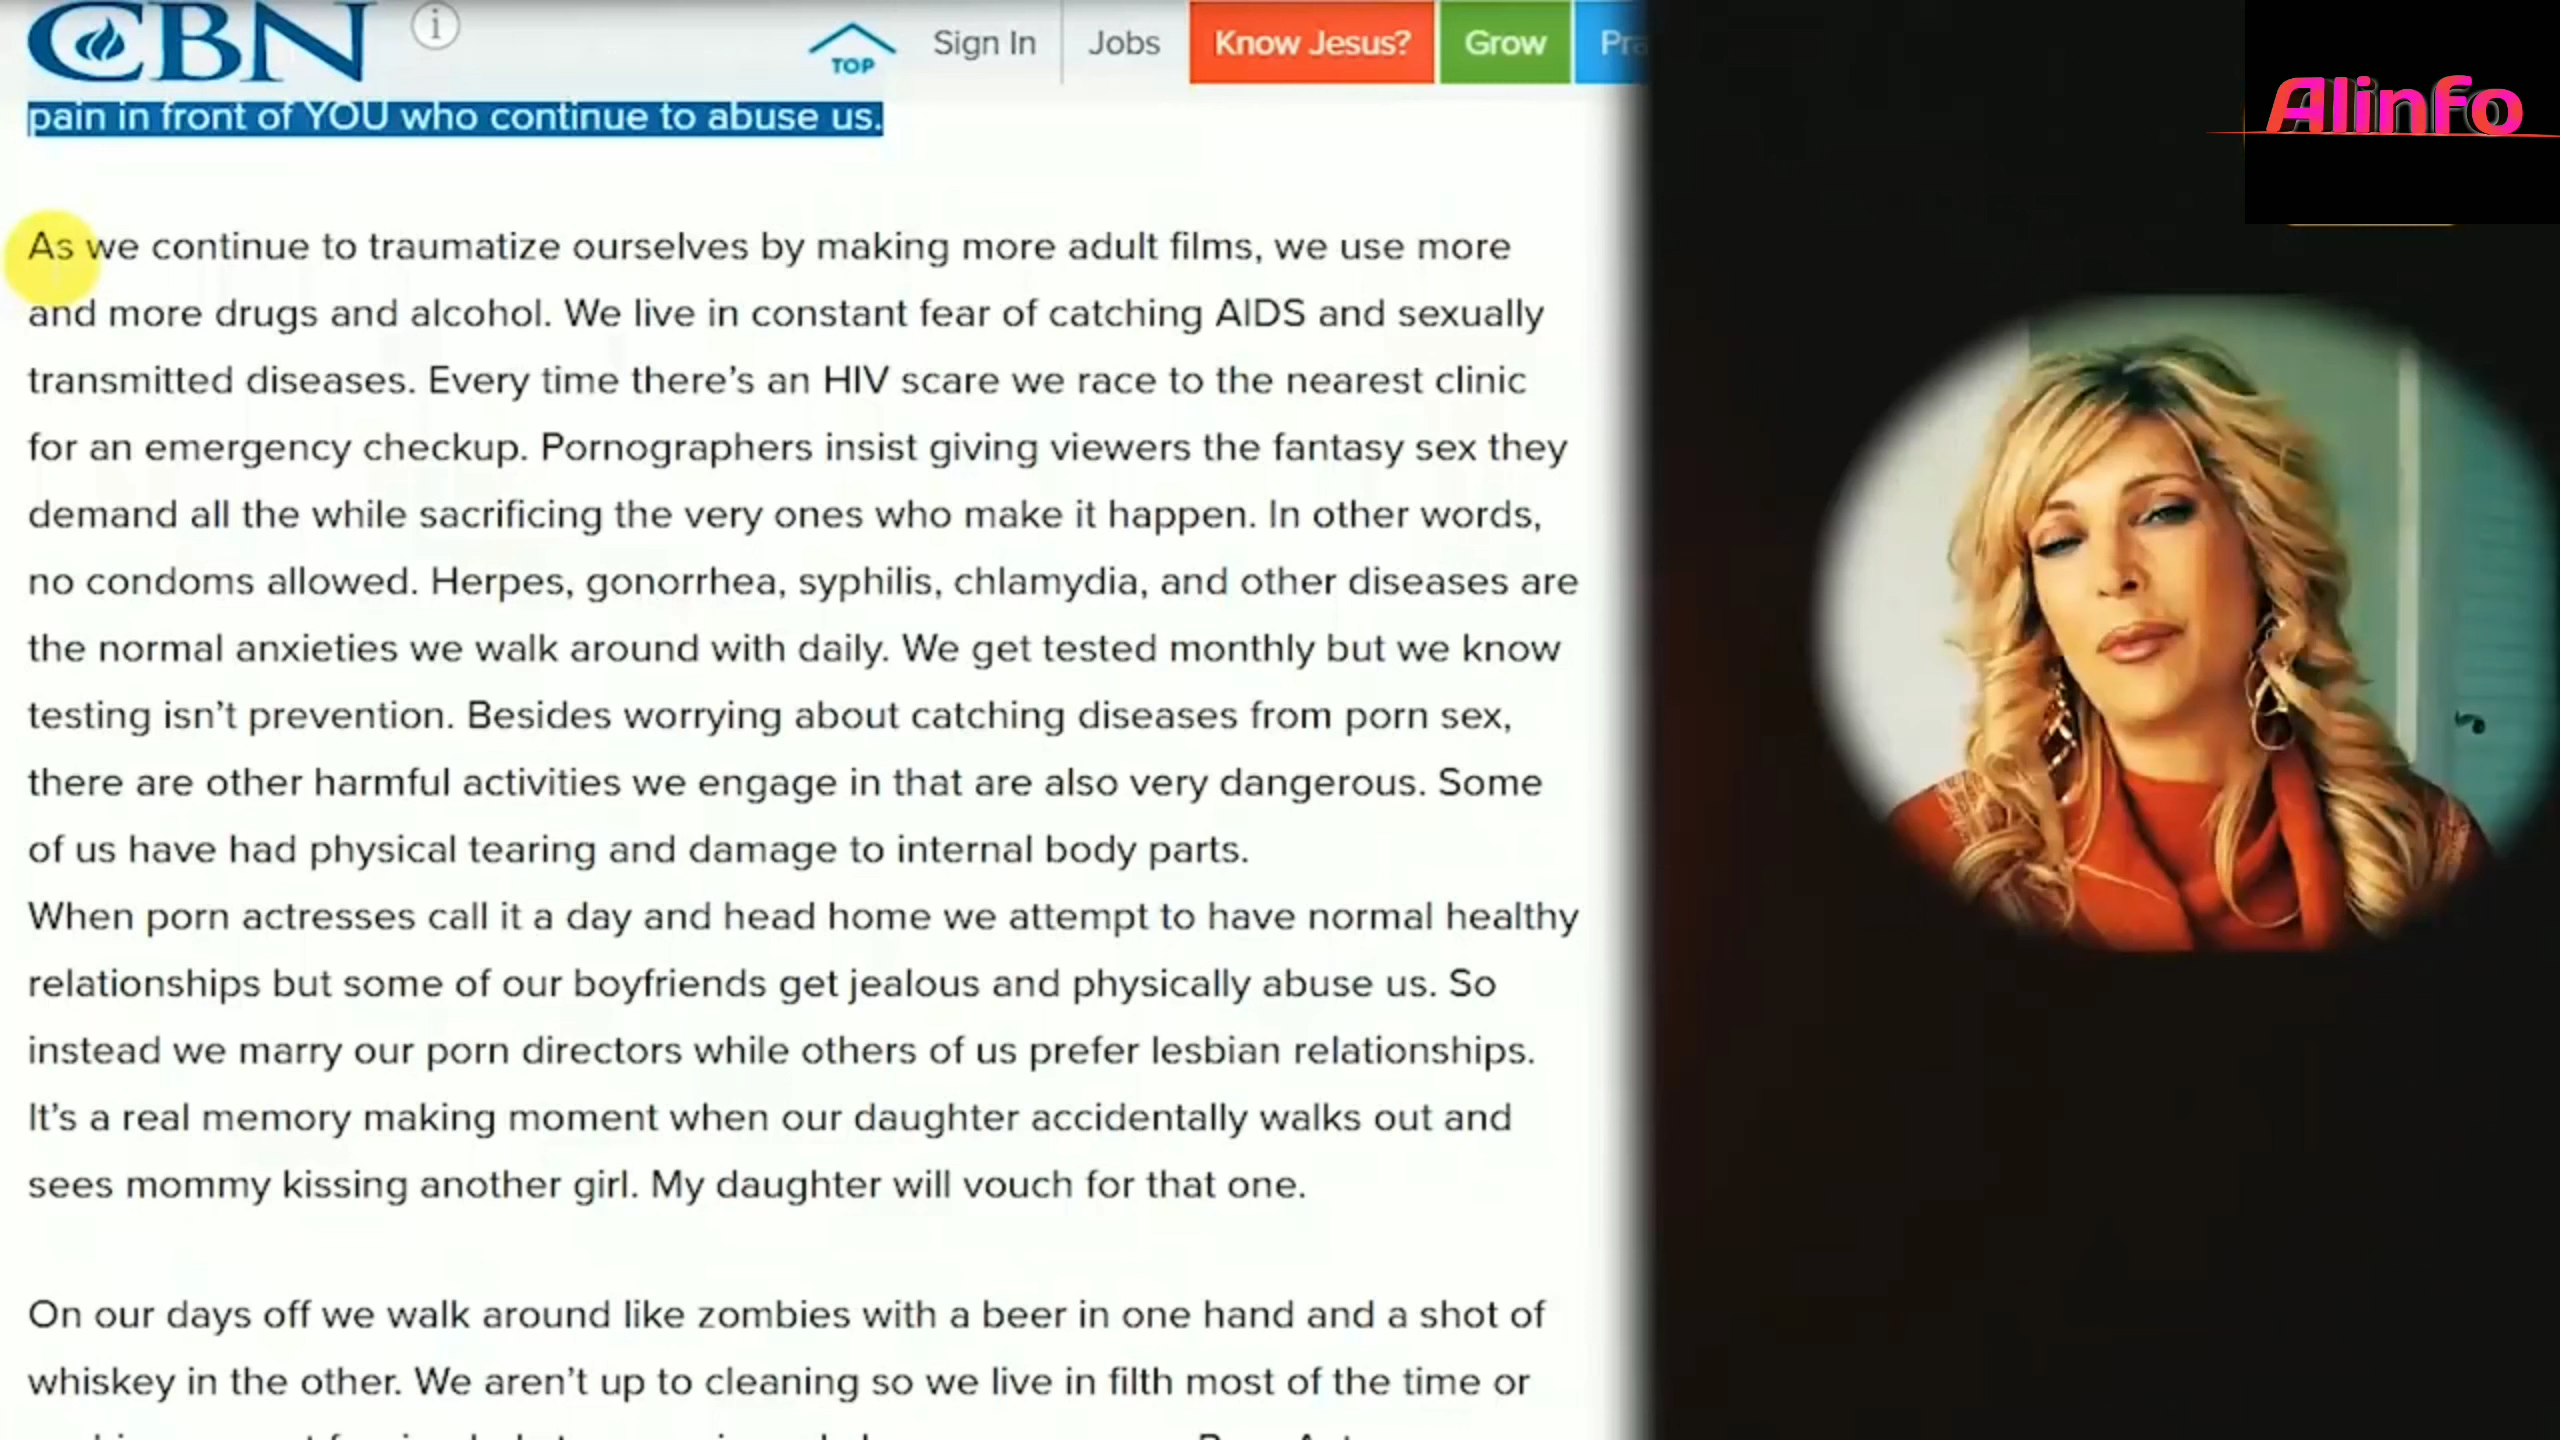 CBN
TOP
Sign In
Jobs
Know Jesus?
Grow
Alinfo
pain in front of YOU who continue to abuse us.
As we continue to traumatize ourselves by making more adult films, we use more
and more drugs and alcohol. We live in constant fear of catching AIDS and sexually
transmitted diseases. Every time there’s an HIV scare we race to the nearest clinic
for an emergency checkup. Pornographers insist giving viewers the fantasy sex they
demand all the while sacrificing the very ones who make it happen. In other words,
no condoms allowed. Herpes, gonorrhea, syphilis, chlamydia, and other diseases are
the normal anxieties we walk around with daily. We get tested monthly but we know
testing isn’t prevention. Besides worrying about catching diseases from porn sex,
there are other harmful activities we engage in that are also very dangerous. Some
of us have had physical tearing and damage to internal body parts.
When porn actresses call it a day and head home we attempt to have normal healthy
relationships but some of our boyfriends get jealous and physically abuse us. So
instead we marry our porn directors while others of us prefer lesbian relationships.
It’s a real memory making moment when our daughter accidentally walks out and
sees mommy kissing another girl. My daughter will vouch for that one.
On our days off we walk around like zombies with a beer in one hand and a shot of
whiskey in the other. We aren’t up to cleaning so we live in filth most of the time or